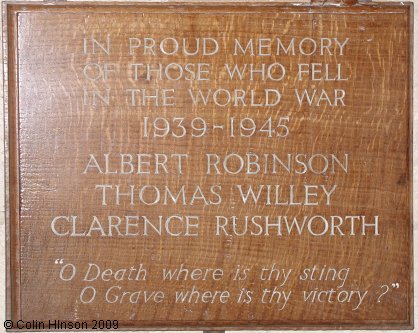 IN PROUD MEMORY
OF THOSE WHO FELL
IN THE WORLD WAR
1939-1945
ALBERT ROBINSON
THOMAS WILLEY
CLARENCE RUSHWORTH
"O Death where is thy sting
O Grave where is thy victory?"
©Colin Hinson 2009